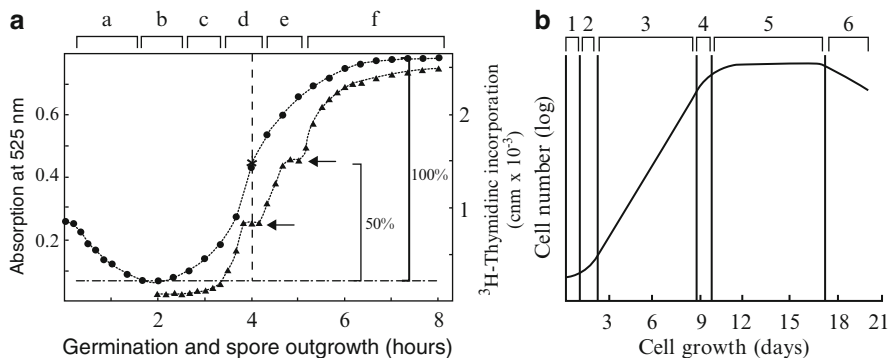 a
a b c d e f
0.6
0.4
0.2
Absorption at 525 nm
2
1
³H-Thymidinc incorporation
(cnm x 10⁻³)
100%
50%
2 4 6 8
Germination and spore outgrowth (hours)
b
1 2 3 4 5 6
Cell number (log)
3 6 9 12 15 18 21
Cell growth (days)